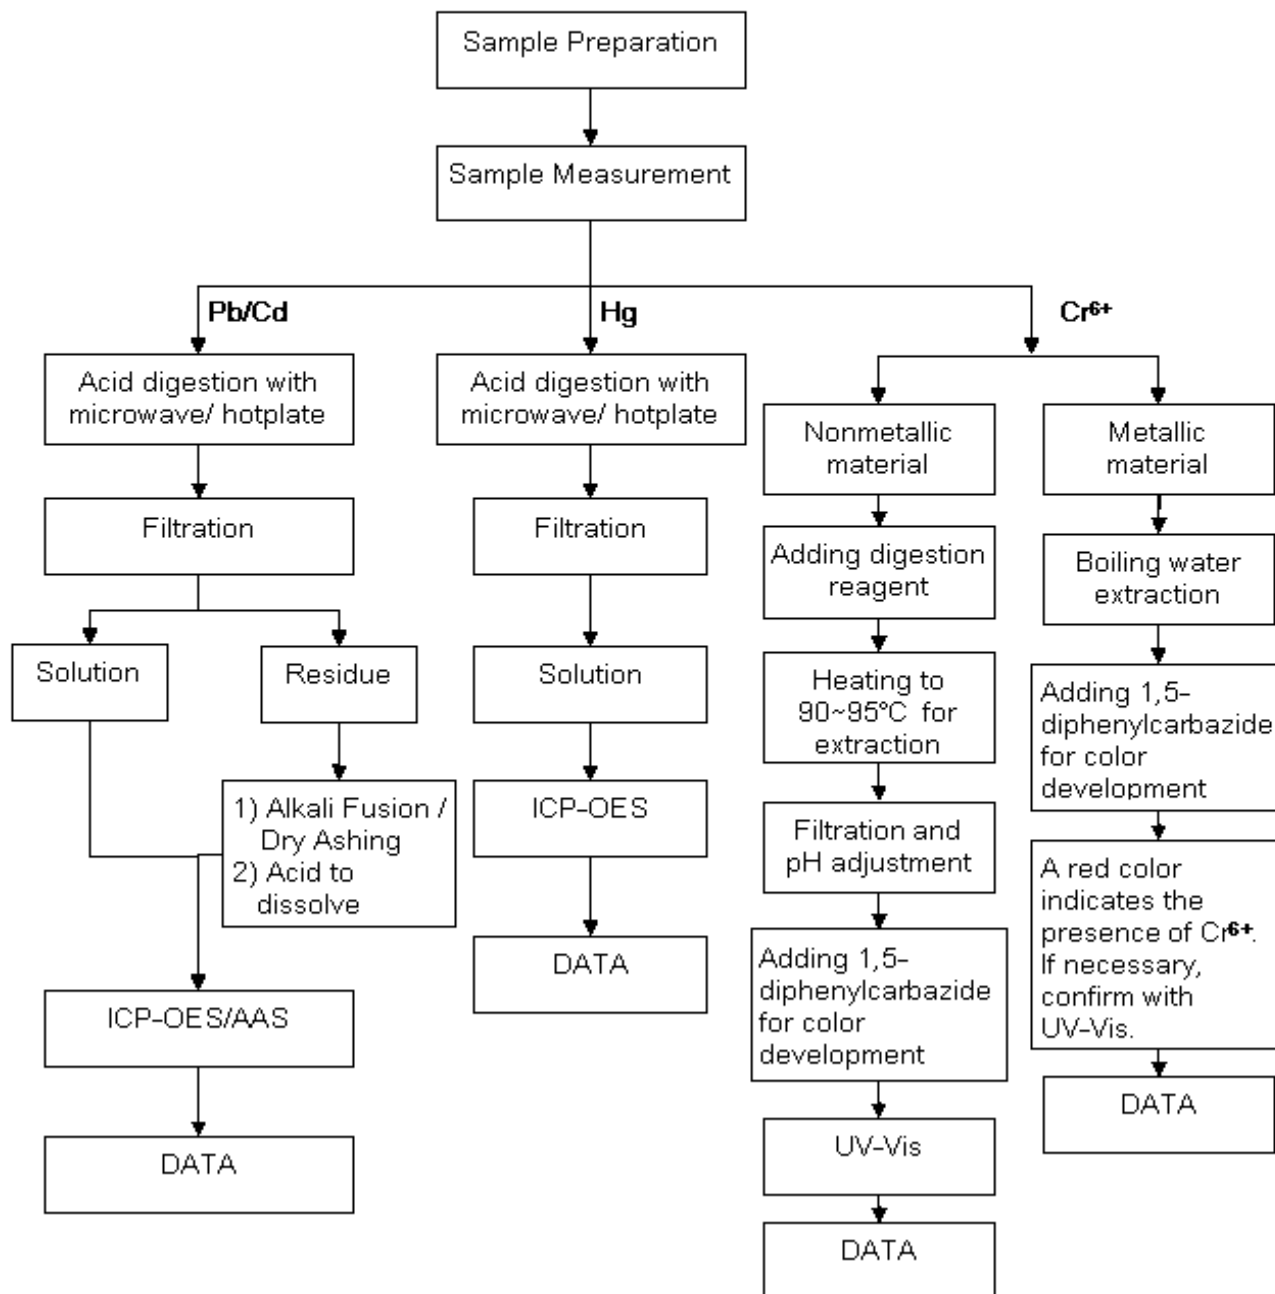 Sample Preparation
Sample Measurement
Pb/Cd
Hg
Cr⁶⁺
Acid digestion with
microwave/ hotplate
Filtration
Solution
Residue
1) Alkali Fusion /
Dry Ashing
2) Acid to
dissolve
ICP-OES/AAS
DATA
Acid digestion with
microwave/ hotplate
Filtration
Solution
ICP-OES
DATA
Nonmetallic
material
Adding digestion
reagent
Heating to
90~95°C for
extraction
Filtration and
pH adjustment
Adding 1,5-
diphenylcarbazide
for color
development
UV-Vis
DATA
Metallic
material
Boiling water
extraction
Adding 1,5-
diphenylcarbazide
for color
development
A red color
indicates the
presence of Cr⁶⁺.
If necessary,
confirm with
UV-Vis.
DATA